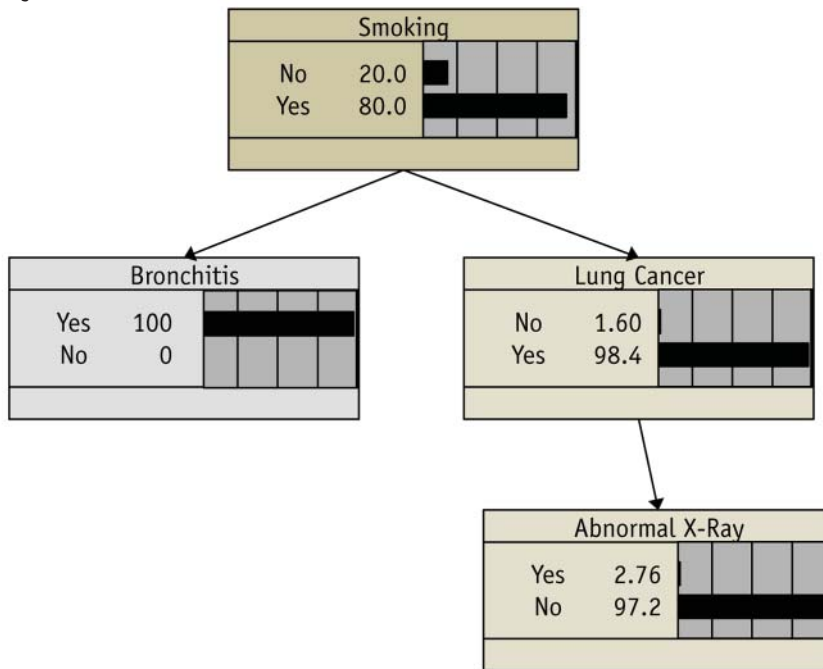 Smoking
No 20.0
Yes 80.0
Bronchitis
Yes 100
No 0
Lung Cancer
No 1.60
Yes 98.4
Abnormal X-Ray
Yes 2.76
No 97.2